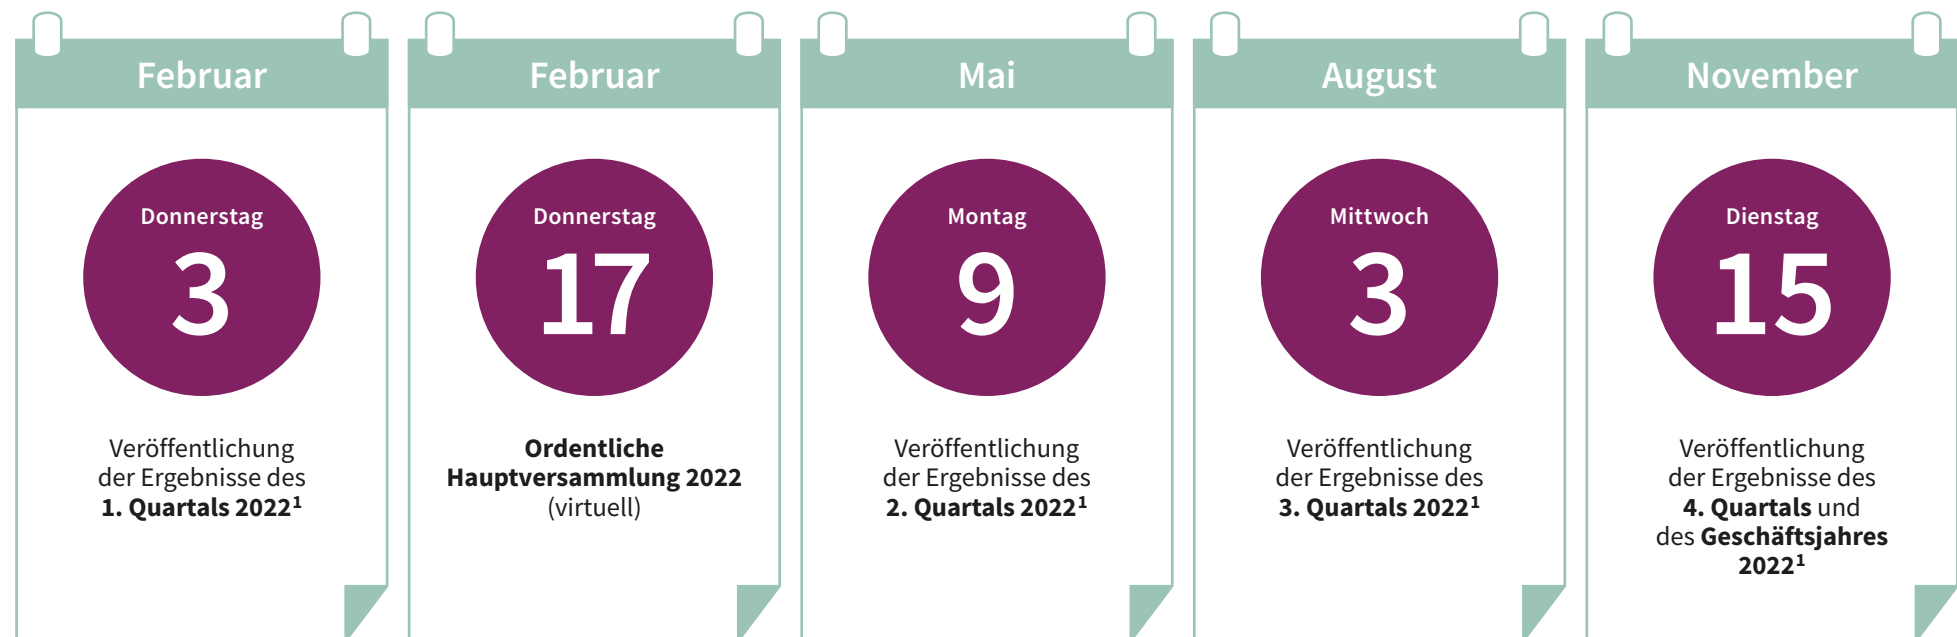 Februar
Donnerstag
3
Veröffentlichung
der Ergebnisse des
1. Quartals 2022¹
Februar
Donnerstag
17
Ordentliche
Hauptversammlung 2022
(virtuell)
Mai
Montag
9
Veröffentlichung
der Ergebnisse des
2. Quartals 2022¹
August
Mittwoch
3
Veröffentlichung
der Ergebnisse des
3. Quartals 2022¹
November
Dienstag
15
Veröffentlichung
der Ergebnisse des
4. Quartals und
des Geschäftsjahres
2022¹